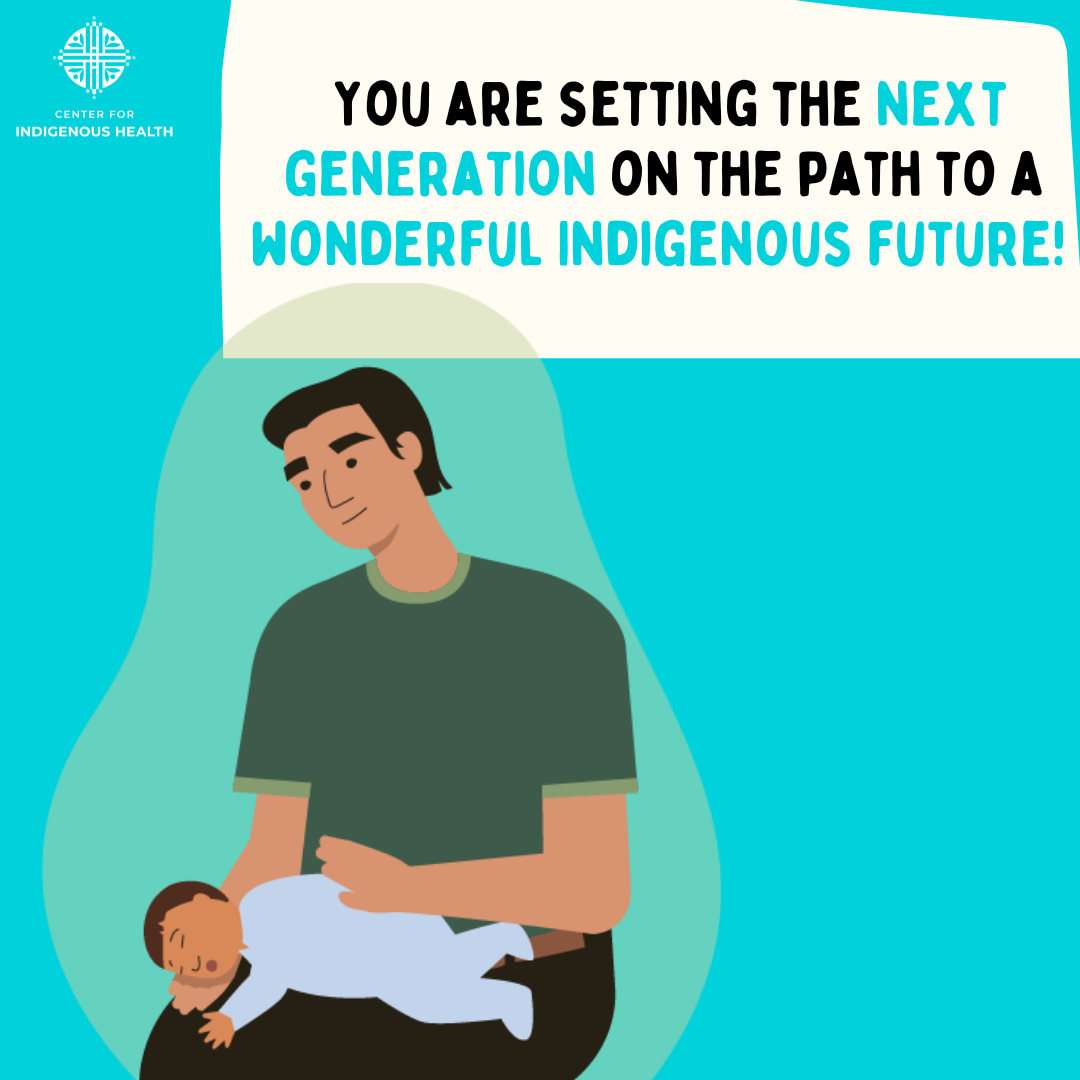 CENTER FOR
INDIGENOUS HEALTH
YOU ARE SETTING THE NEXT
GENERATION ON THE PATH TO A
WONDERFUL INDIGENOUS FUTURE!